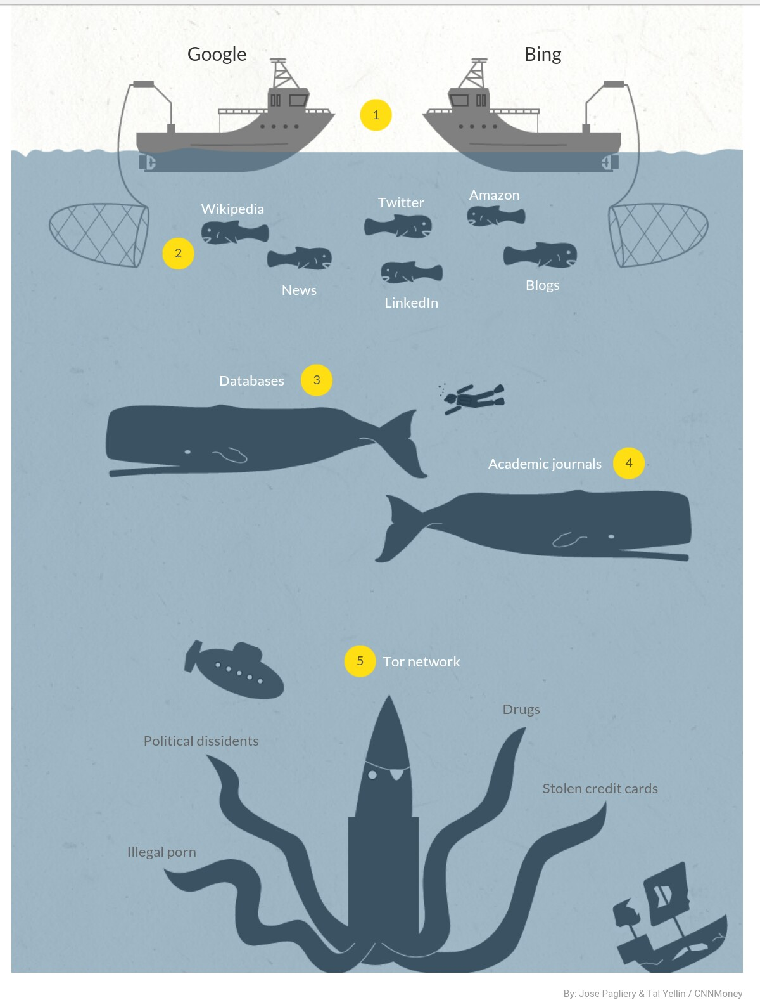 Google
Bing
1
Wikipedia
Twitter
Amazon
2
News
LinkedIn
Blogs
Databases
3
Academic journals
4
5
Tor network
Drugs
Political dissidents
Stolen credit cards
Illegal porn
By: Jose Pagliery & Tal Yellin / CNNMoney